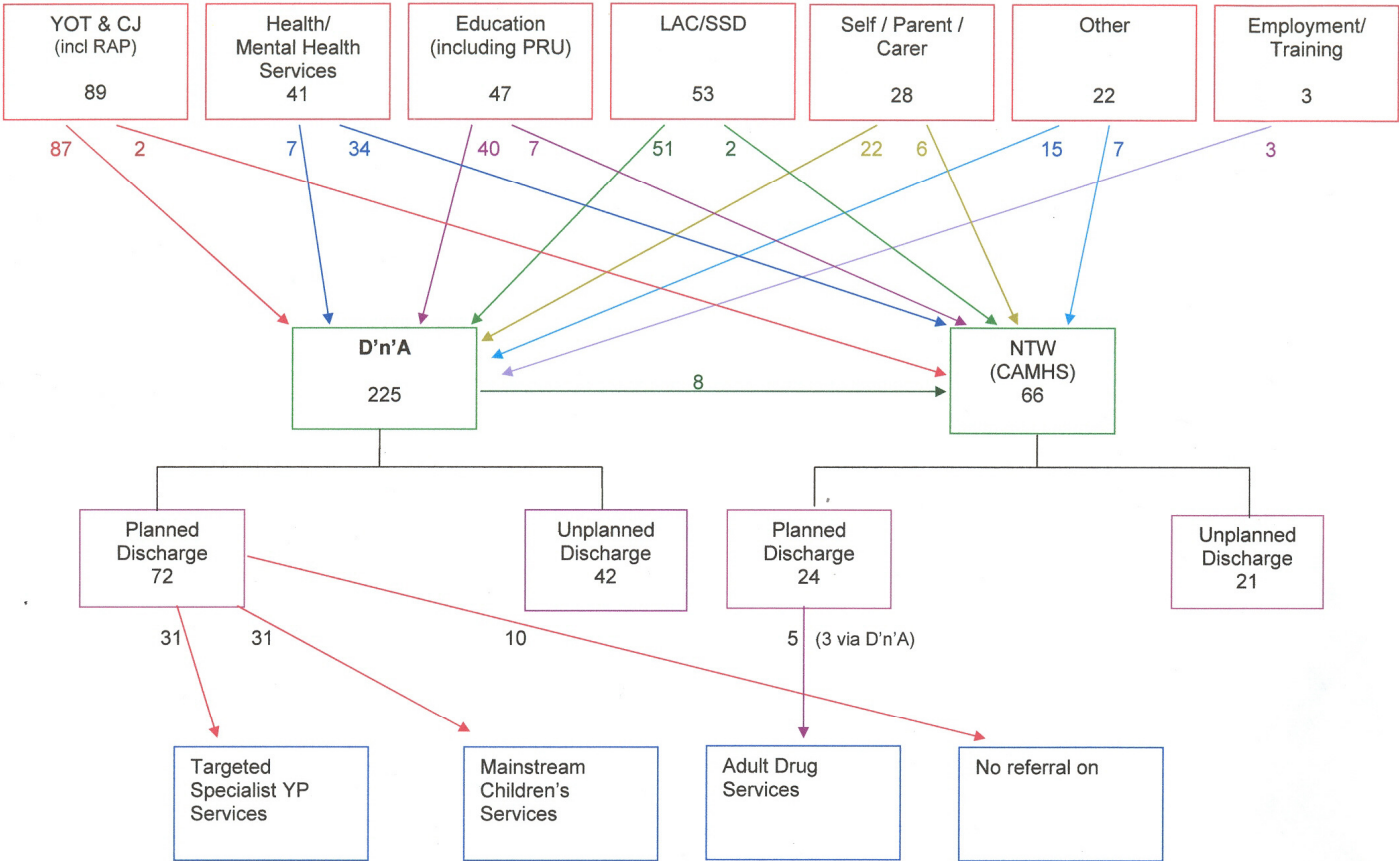 YOT & CJ
(incl RAP)
89
Health/
Mental Health
Services
41
Education
(including PRU)
47
LAC/SSD
53
Self / Parent /
Carer
28
Other
22
Employment/
Training
3
87
2
7
34
40
7
51
2
22
6
15
7
3
D'n'A
225
8
NTW
(CAMHS)
66
Planned
Discharge
72
Unplanned
Discharge
42
Planned
Discharge
24
Unplanned
Discharge
21
31
31
10
5 (3 via D'n'A)
Targeted
Specialist YP
Services
Mainstream
Children's
Services
Adult Drug
Services
No referral on